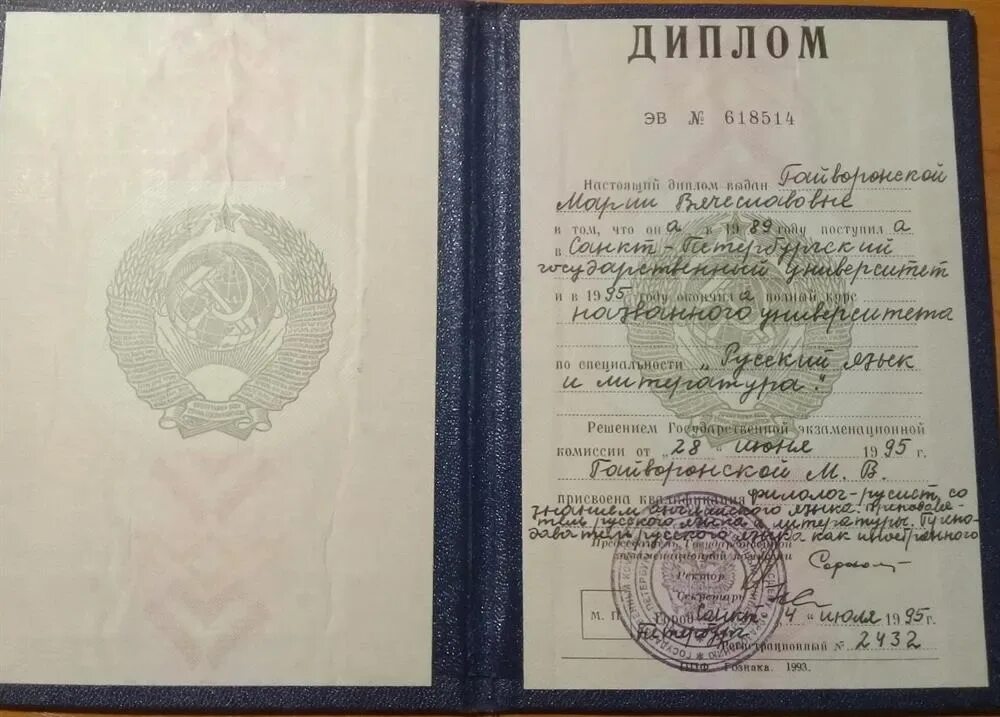 ДИПЛОМ
ЭВ № 618514
Настоящий диплом выдан Гайворонской
Марии Вячеславовне
в том, что она в 1989 году поступила
в Санкт-Петербургский
государственный университет
и в 1995 году окончила полный курс
названного университета
по специальности „Русский язык
и литература."
Решением Государственной экзаменационной
комиссии от „28" июня 1995 г.
Гайворонской М. В.
присвоена квалификация филолог-русист, со
знанием английского языка. Преподава-
тель русского языка и литературы. Препо-
даватель русского языка как иностранного
Председатель Государственной
экзаменационной комиссии
Ректор
Секретарь
М. П.
Город Санкт-
Петербург
4 " июля 1995 г.
Регистрационный № 2432
Гознака. 1993.